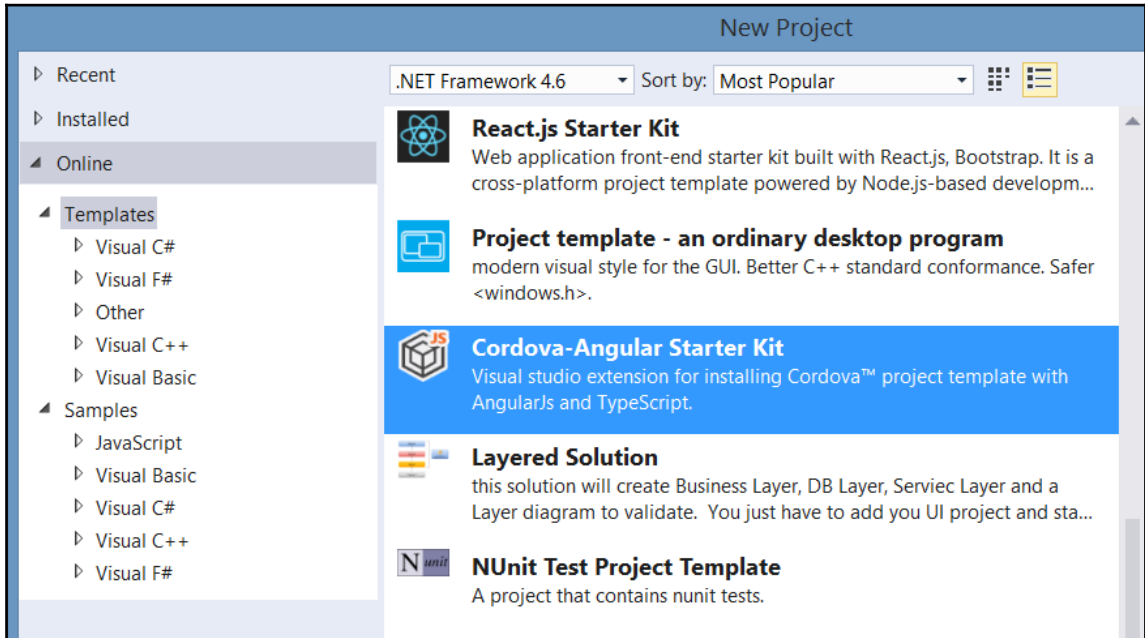 New Project
Recent
Installed
Online
Templates
Visual C#
Visual F#
Other
Visual C++
Visual Basic
Samples
JavaScript
Visual Basic
Visual C#
Visual C++
Visual F#
.NET Framework 4.6 Sort by: Most Popular
React.js Starter Kit
Web application front-end starter kit built with React.js, Bootstrap. It is a
cross-platform project template powered by Node.js-based developm...
Project template - an ordinary desktop program
modern visual style for the GUI. Better C++ standard conformance. Safer
<windows.h>.
JS
Cordova-Angular Starter Kit
Visual studio extension for installing Cordova™ project template with
AngularJs and TypeScript.
Layered Solution
this solution will create Business Layer, DB Layer, Serviec Layer and a
Layer diagram to validate.  You just have to add you UI project and sta...
N unit
NUnit Test Project Template
A project that contains nunit tests.